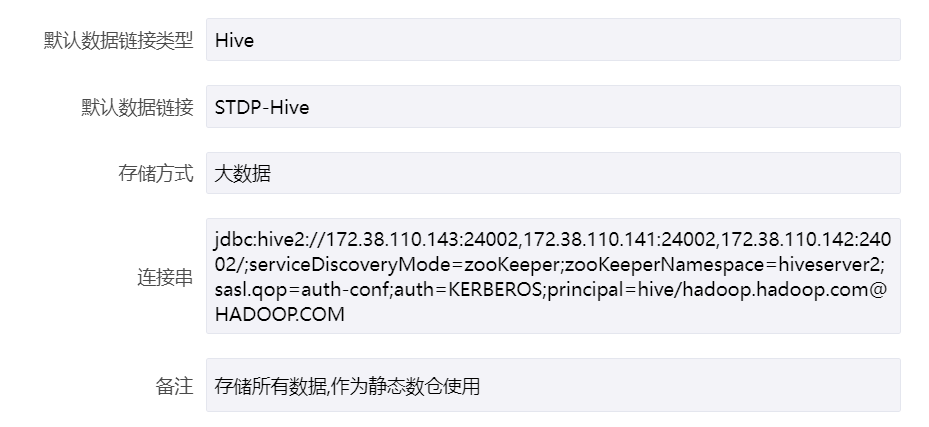 默认数据链接类型 Hive
默认数据链接 STDP-Hive
存储方式 大数据
连接串 jdbc:hive2://172.38.110.143:24002,172.38.110.141:24002,172.38.110.142:240
02/;serviceDiscoveryMode=zooKeeper;zooKeeperNamespace=hiveserver2;
sasl.qop=auth-conf;auth=KERBEROS;principal=hive/hadoop.hadoop.com@
HADOOP.COM
备注 存储所有数据,作为静态数仓使用